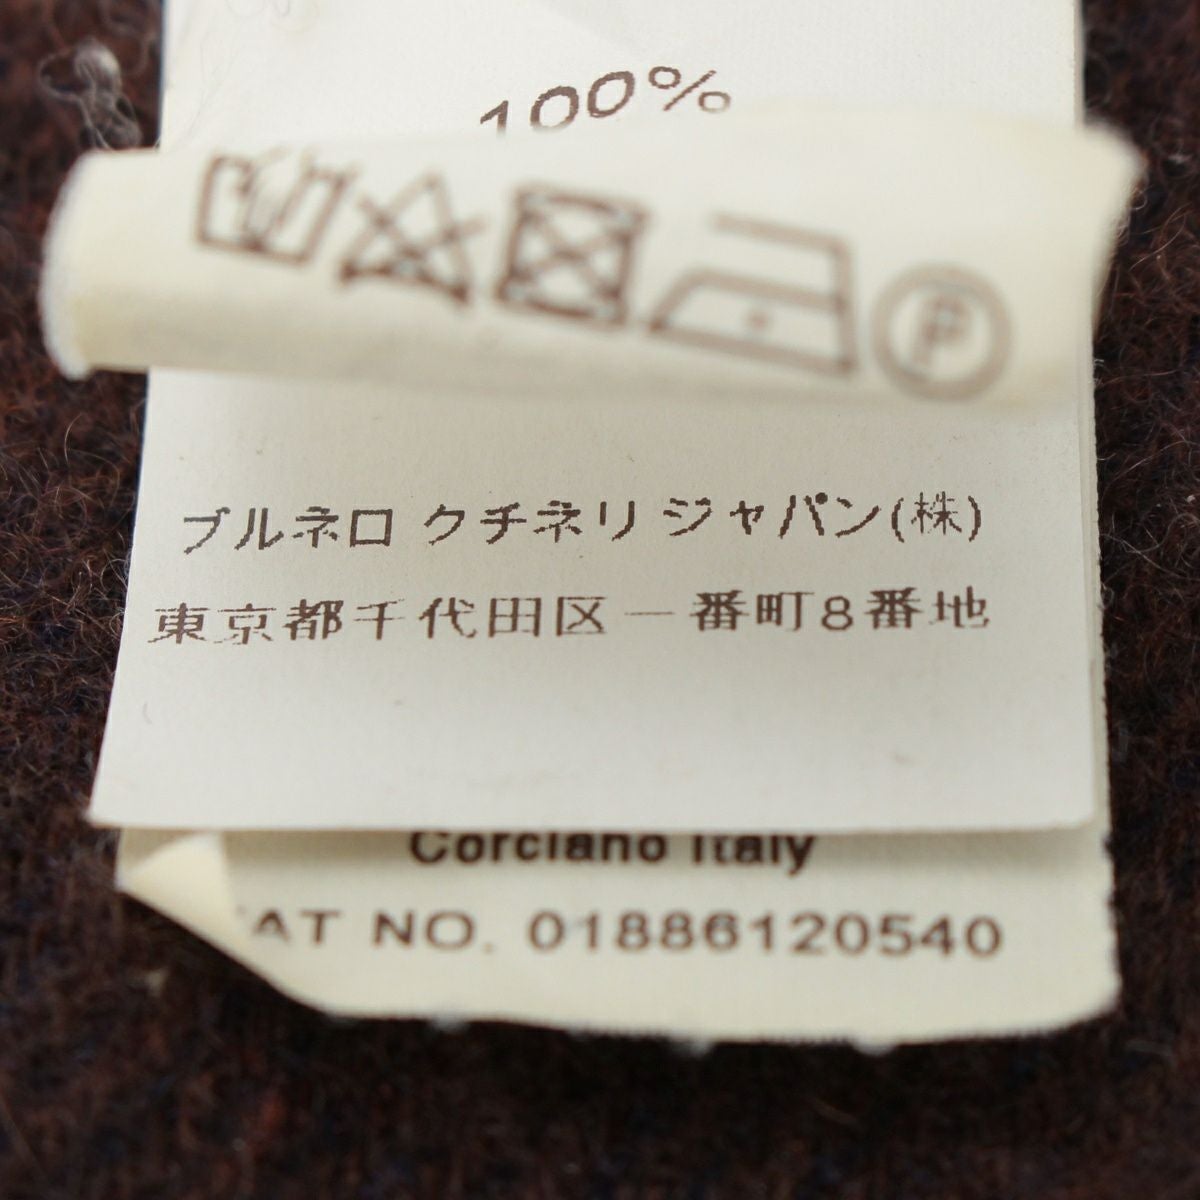 100%
P
ブルネロ クチネリ ジャパン(株)
東京都千代田区一番町8番地
Corciano Italy
AT NO. 01886120540